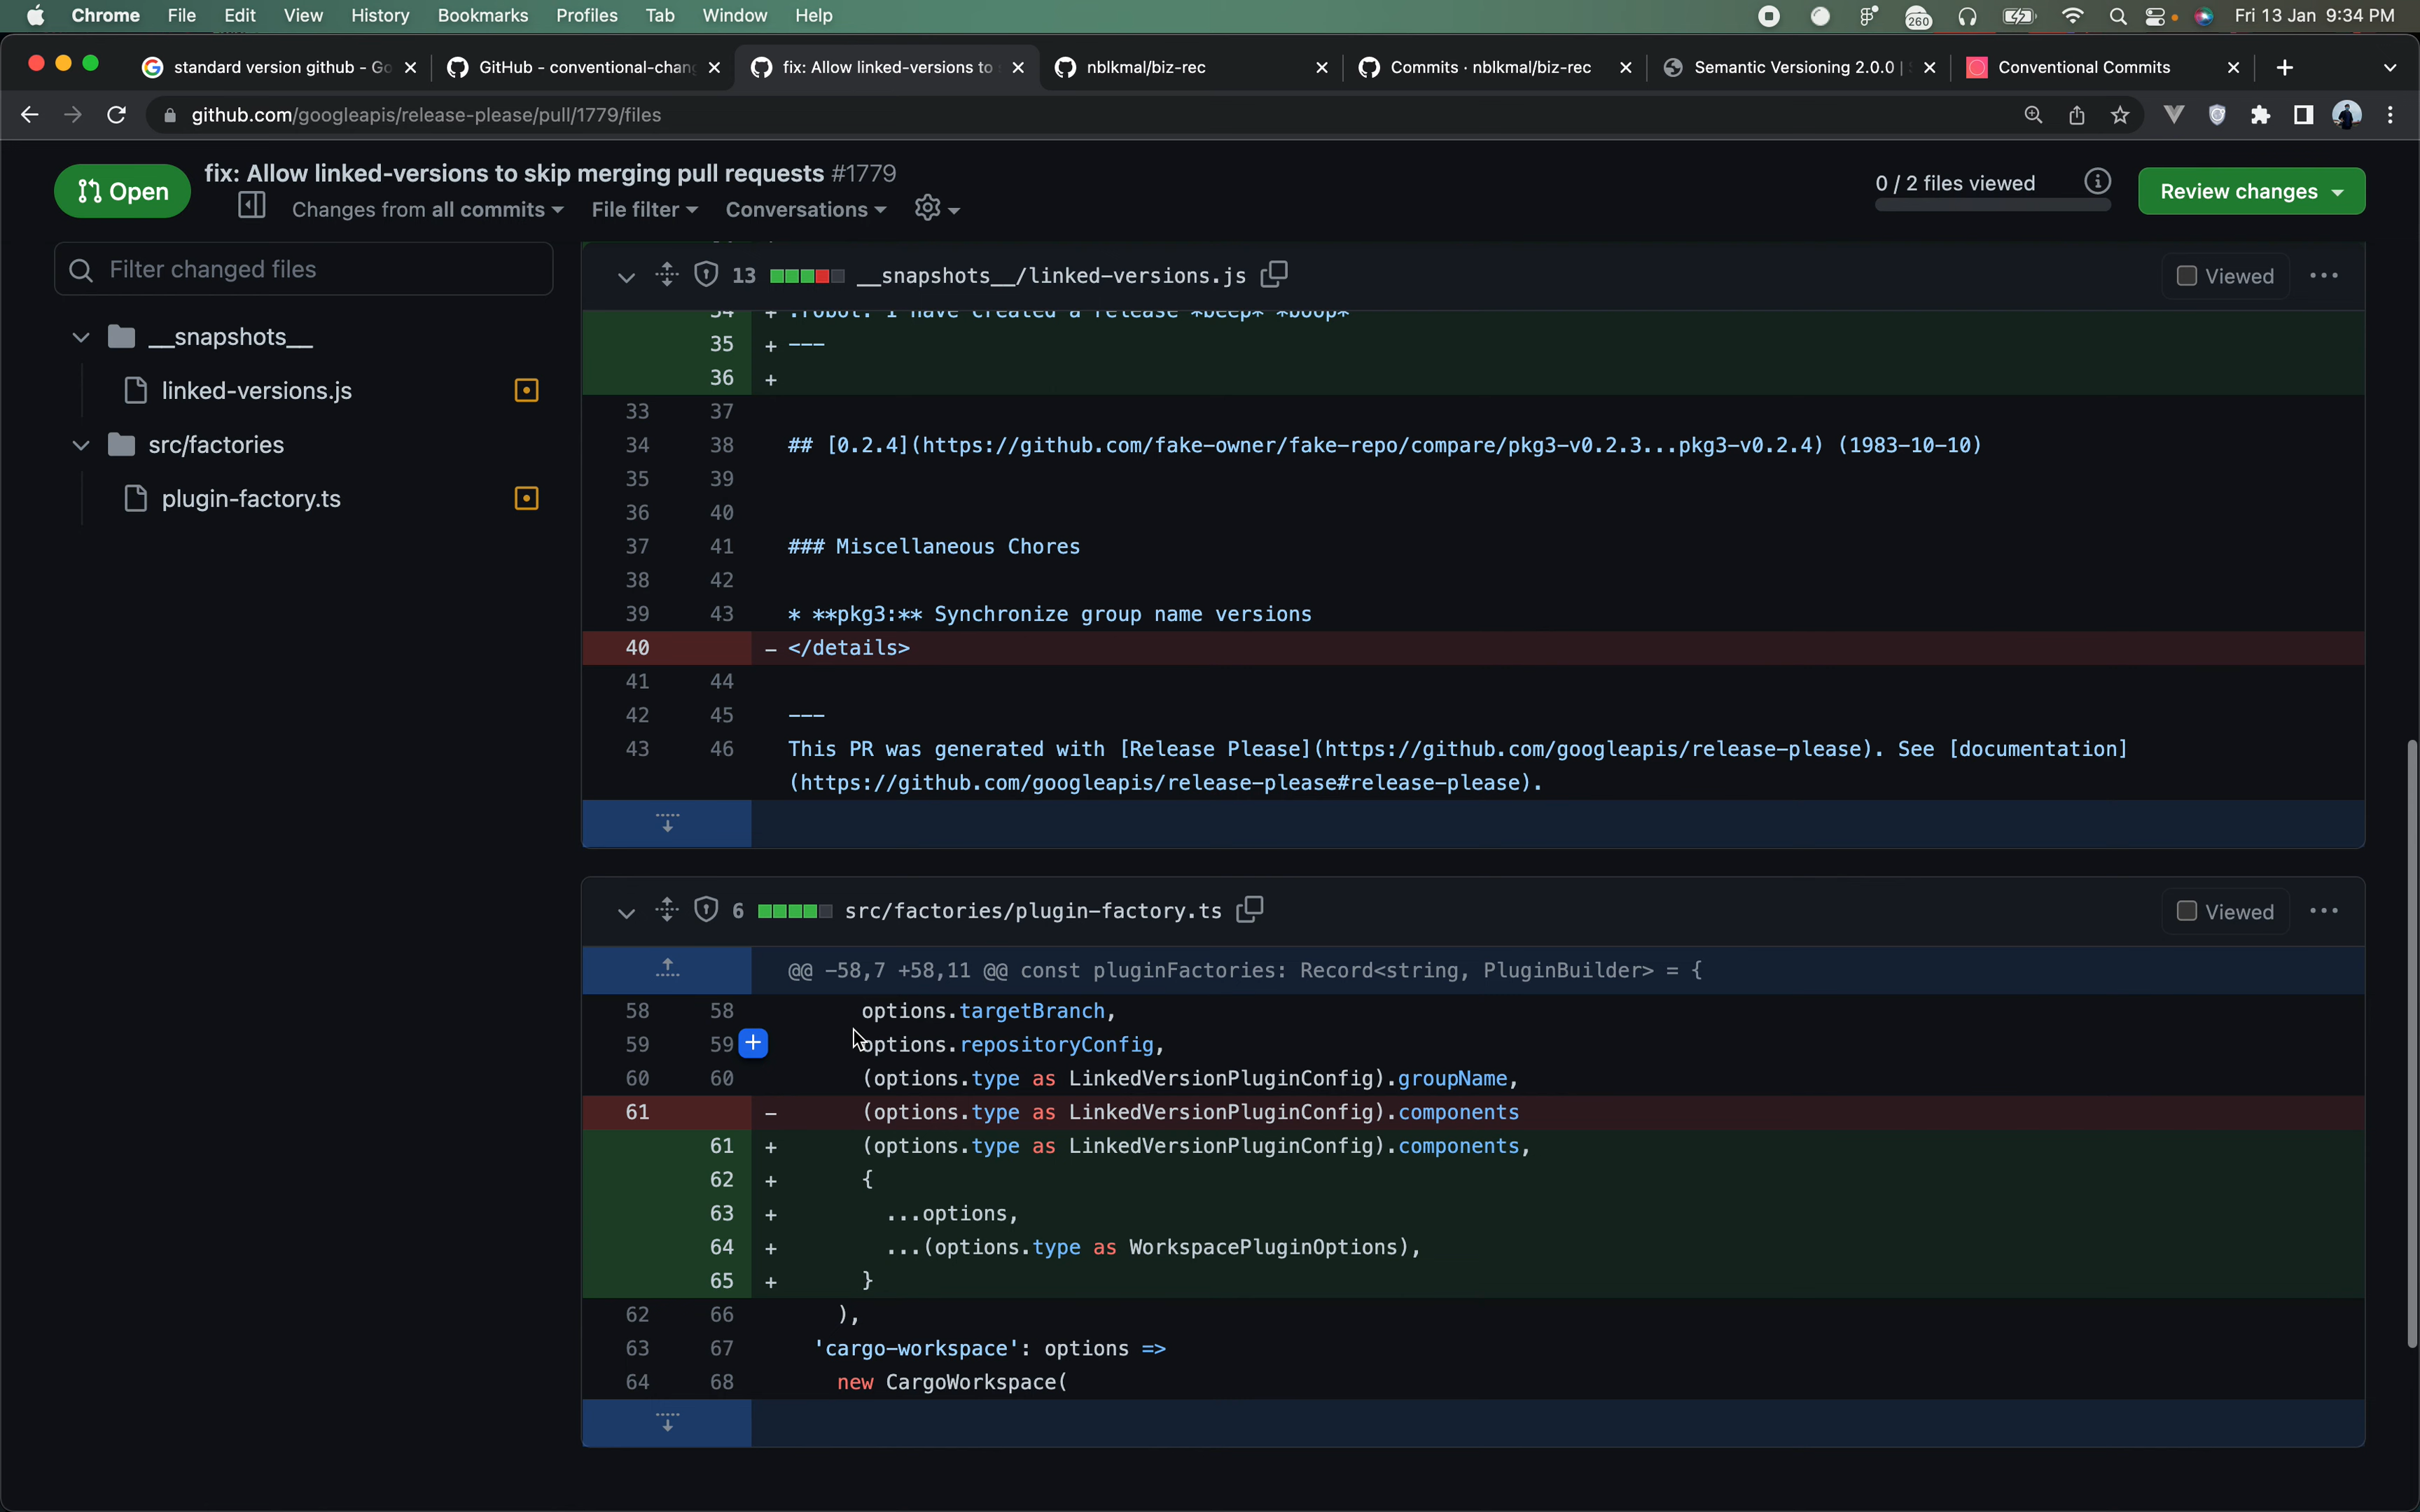 Chrome File Edit View History Bookmarks Profiles Tab Window Help 260 Fri 13 Jan 9:34 PM
standard version github - Go GitHub - conventional-chan fix: Allow linked-versions to nblkmal/biz-rec Commits · nblkmal/biz-rec Semantic Versioning 2.0.0 | Conventional Commits
github.com/googleapis/release-please/pull/1779/files
Open
fix: Allow linked-versions to skip merging pull requests #1779
Changes from all commits File filter Conversations
0 / 2 files viewed
Review changes
Filter changed files
__snapshots__
linked-versions.js
src/factories
plugin-factory.ts
13 __snapshots__/linked-versions.js Viewed
34 + :robot: I have created a release *beep* *boop*
35 + ---
36 +
33 37
34 38 ## [0.2.4](https://github.com/fake-owner/fake-repo/compare/pkg3-v0.2.3...pkg3-v0.2.4) (1983-10-10)
35 39
36 40
37 41 ### Miscellaneous Chores
38 42
39 43 * **pkg3:** Synchronize group name versions
40 - </details>
41 44
42 45 ---
43 46 This PR was generated with [Release Please](https://github.com/googleapis/release-please). See [documentation]
(https://github.com/googleapis/release-please#release-please).
6 src/factories/plugin-factory.ts Viewed
@@ -58,7 +58,11 @@ const pluginFactories: Record<string, PluginBuilder> = {
58 58 options.targetBranch,
59 59 + options.repositoryConfig,
60 60 (options.type as LinkedVersionPluginConfig).groupName,
61 - (options.type as LinkedVersionPluginConfig).components
61 + (options.type as LinkedVersionPluginConfig).components,
62 + {
63 + ...options,
64 + ...(options.type as WorkspacePluginOptions),
65 + }
62 66 ),
63 67 'cargo-workspace': options =>
64 68 new CargoWorkspace(